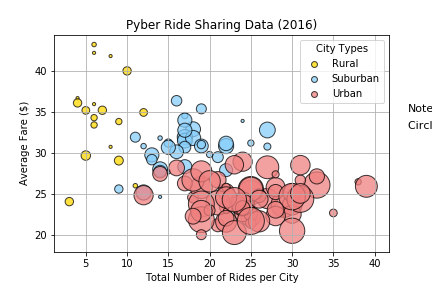 Pyber Ride Sharing Data (2016)
City Types
Rural
Suburban
Urban
Note
Circl
40
35
30
25
20
Average Fare ($)
5 10 15 20 25 30 35 40
Total Number of Rides per City